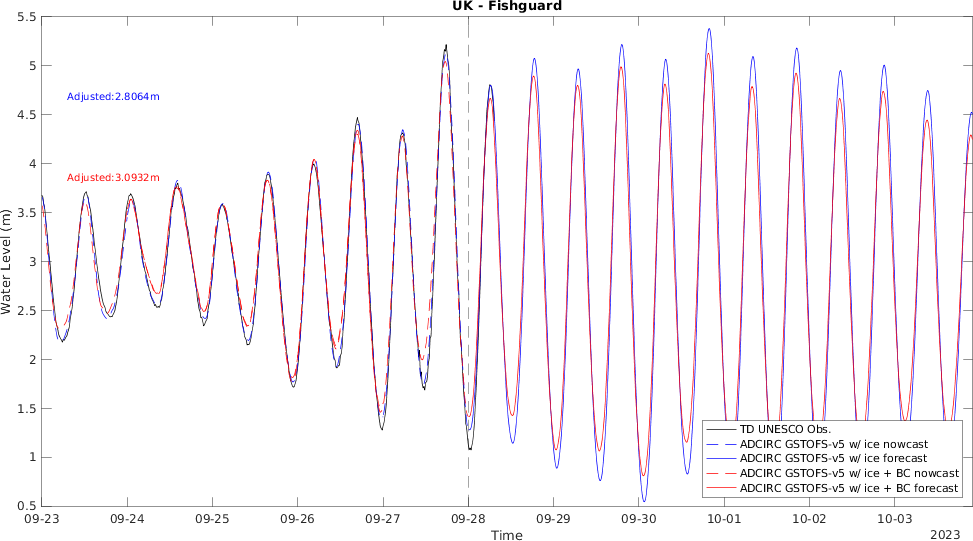 UK - Fishguard
5.5
5
4.5
4
3.5
3
2.5
2
1.5
1
0.5
Water Level (m)
Adjusted:2.8064m
Adjusted:3.0932m
TD UNESCO Obs.
ADCIRC GSTOFS-v5 w/ ice nowcast
ADCIRC GSTOFS-v5 w/ ice forecast
ADCIRC GSTOFS-v5 w/ ice + BC nowcast
ADCIRC GSTOFS-v5 w/ ice + BC forecast
09-23 09-24 09-25 09-26 09-27 09-28 09-29 09-30 10-01 10-02 10-03
Time
2023